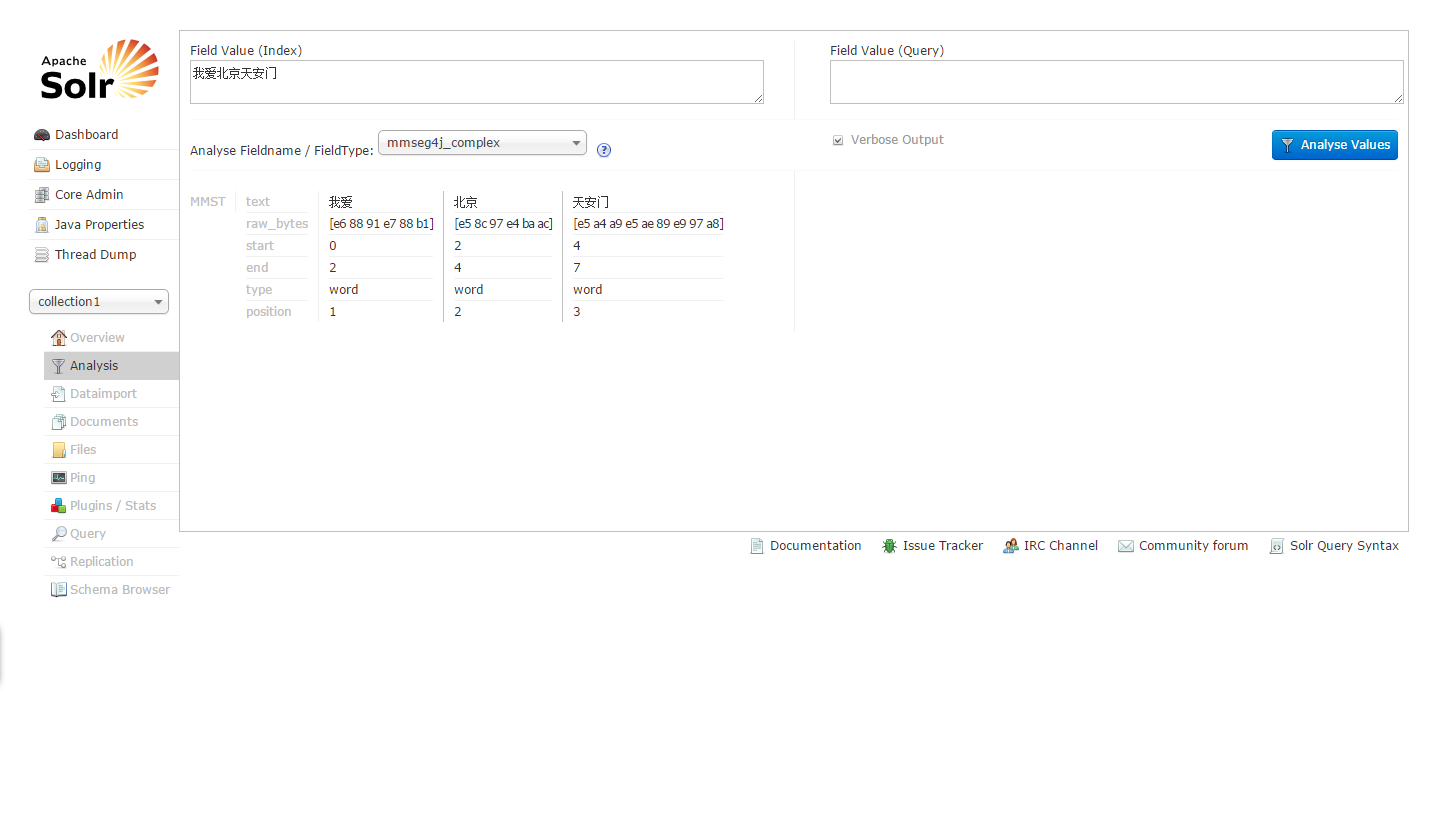 Apache
Solr
Dashboard
Logging
Core Admin
Java Properties
Thread Dump
collection1
Overview
Analysis
Dataimport
Documents
Files
Ping
Plugins / Stats
Query
Replication
Schema Browser
Field Value (Index)
我爱北京天安门
Field Value (Query)
Analyse Fieldname / FieldType: mmseg4j_complex ?
Verbose Output
Analyse Values
MMST text 我爱 北京 天安门
raw_bytes [e6 88 91 e7 88 b1] [e5 8c 97 e4 ba ac] [e5 a4 a9 e5 ae 89 e9 97 a8]
start 0 2 4
end 2 4 7
type word word word
position 1 2 3
Documentation Issue Tracker IRC Channel Community forum Solr Query Syntax